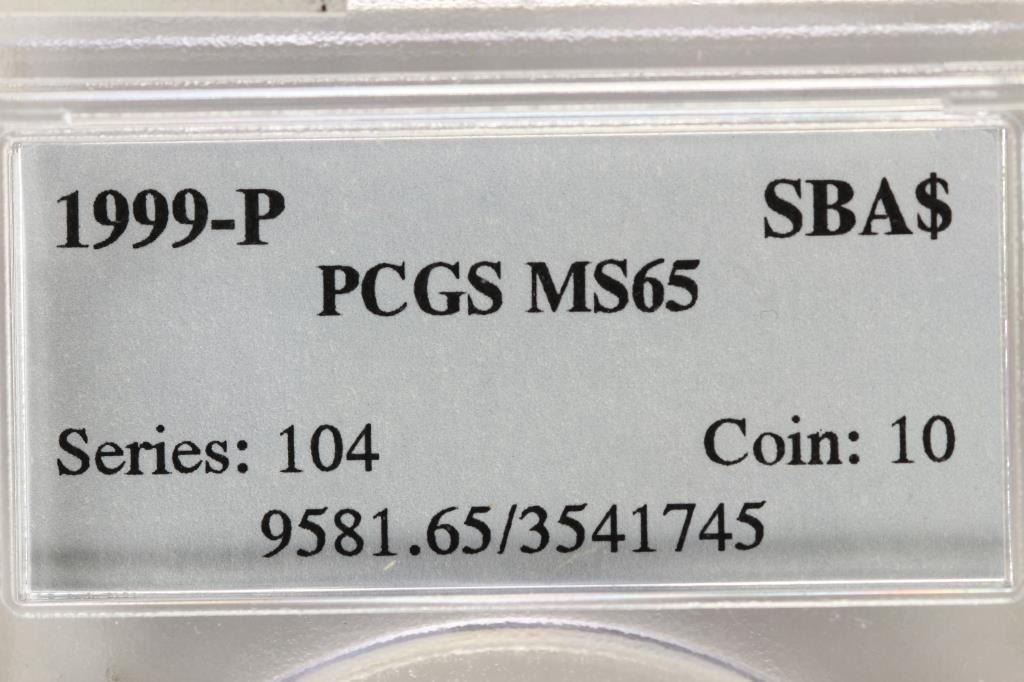 1999-P SBA$
PCGS MS65
Series: 104 Coin: 10
9581.65/3541745